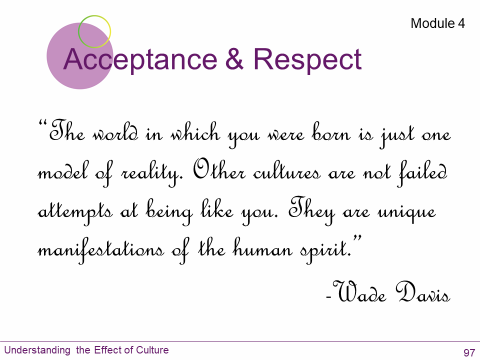 Module 4
Acceptance & Respect
“The world in which you were born is just one
model of reality. Other cultures are not failed
attempts at being like you. They are unique
manifestations of the human spirit.”
-Wade Davis
Understanding the Effect of Culture
97